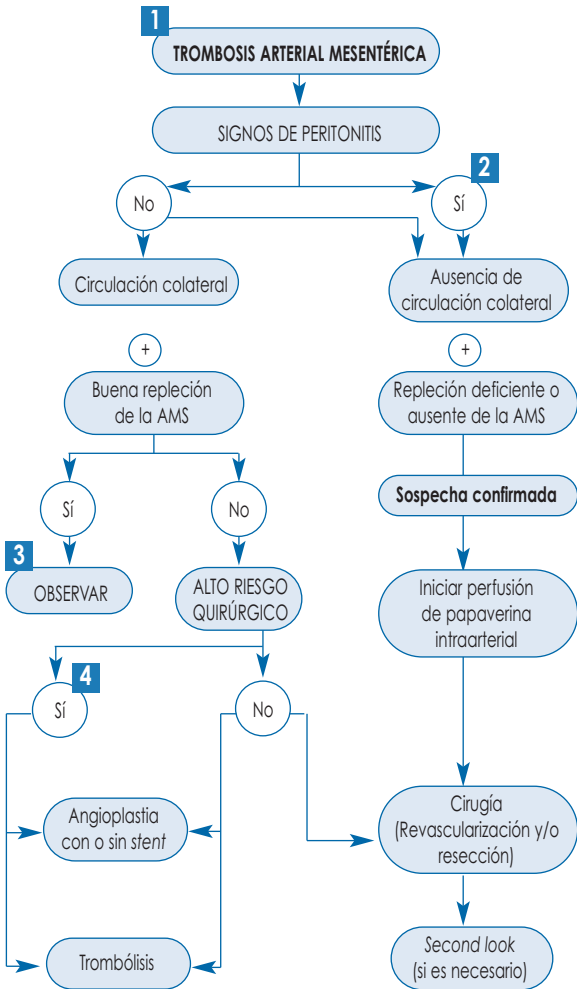 1
TROMBOSIS ARTERIAL MESENTÉRICA
SIGNOS DE PERITONITIS
2
No
Sí
Circulación colateral
Ausencia de
circulación colateral
+
+
Buena repleción
de la AMS
Repleción deficiente o
ausente de la AMS
Sí
No
Sospecha confirmada
3
OBSERVAR
ALTO RIESGO
QUIRÚRGICO
Iniciar perfusión
de papaverina
intraarterial
4
Sí
No
Angioplastia
con o sin stent
Cirugía
(Revascularización y/o
resección)
Trombólisis
Second look
(si es necesario)